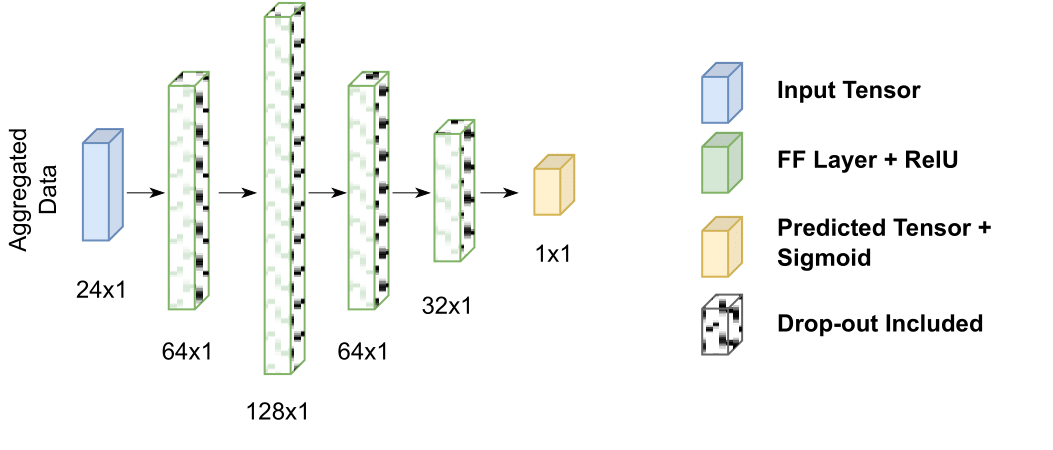 Aggregated
Data
24x1
64x1
128x1
64x1
32x1
1x1
Input Tensor
FF Layer + RelU
Predicted Tensor +
Sigmoid
Drop-out Included